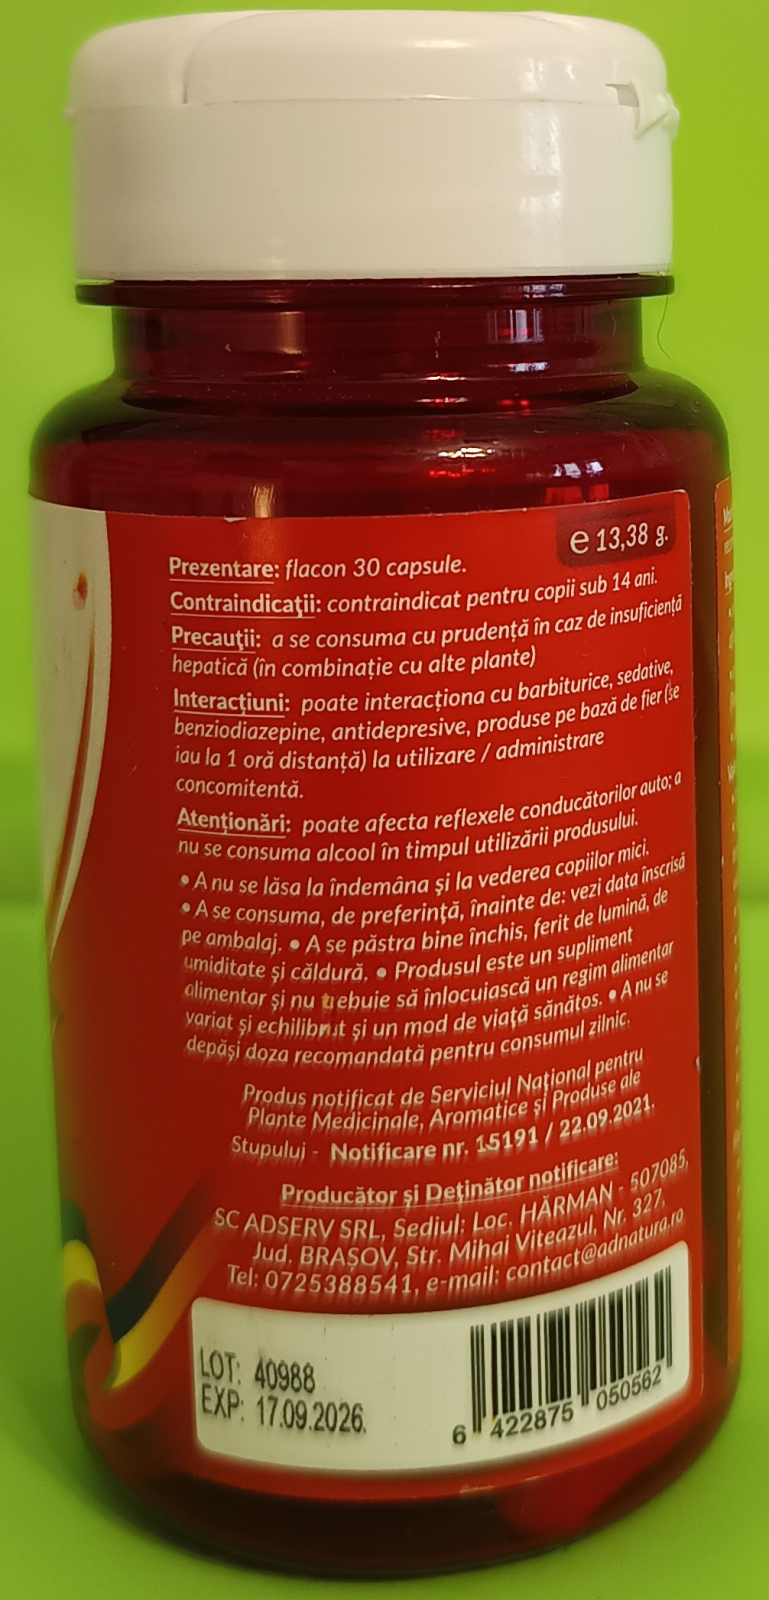 e 13,38 g.
Prezentare: flacon 30 capsule.
Contraindicaţii: contraindicat pentru copii sub 14 ani.
Precauţii: a se consuma cu prudență în caz de insuficiență
hepatică (în combinație cu alte plante)
Interacţiuni: poate interacționa cu barbiturice, sedative,
benziodiazepine, antidepresive, produse pe bază de fier (se
iau la 1 oră distanță) la utilizare / administrare
concomitentă.
Atenţionări: poate afecta reflexele conducătorilor auto; a
nu se consuma alcool în timpul utilizării produsului.
• A nu se lăsa la îndemâna şi la vederea copiilor mici.
• A se consuma, de preferinţă, înainte de: vezi data înscrisă
pe ambalaj. • A se păstra bine închis, ferit de lumină, de
umiditate şi căldură. • Produsul este un supliment
alimentar şi nu trebuie să înlocuiască un regim alimentar
variat şi echilibrat şi un mod de viaţă sănătos. • A nu se
depăşi doza recomandată pentru consumul zilnic.
Produs notificat de Serviciul Naţional pentru
Plante Medicinale, Aromatice şi Produse ale
Stupului - Notificare nr. 15191 / 22.09.2021.
Producător şi Deţinător notificare:
SC ADSERV SRL, Sediul: Loc. HĂRMAN - 507085,
Jud. BRAŞOV, Str. Mihai Viteazul, Nr. 327,
Tel: 0725388541, e-mail: contact@adnatura.ro
LOT: 40988
EXP: 17.09.2026.
6 422875 050562